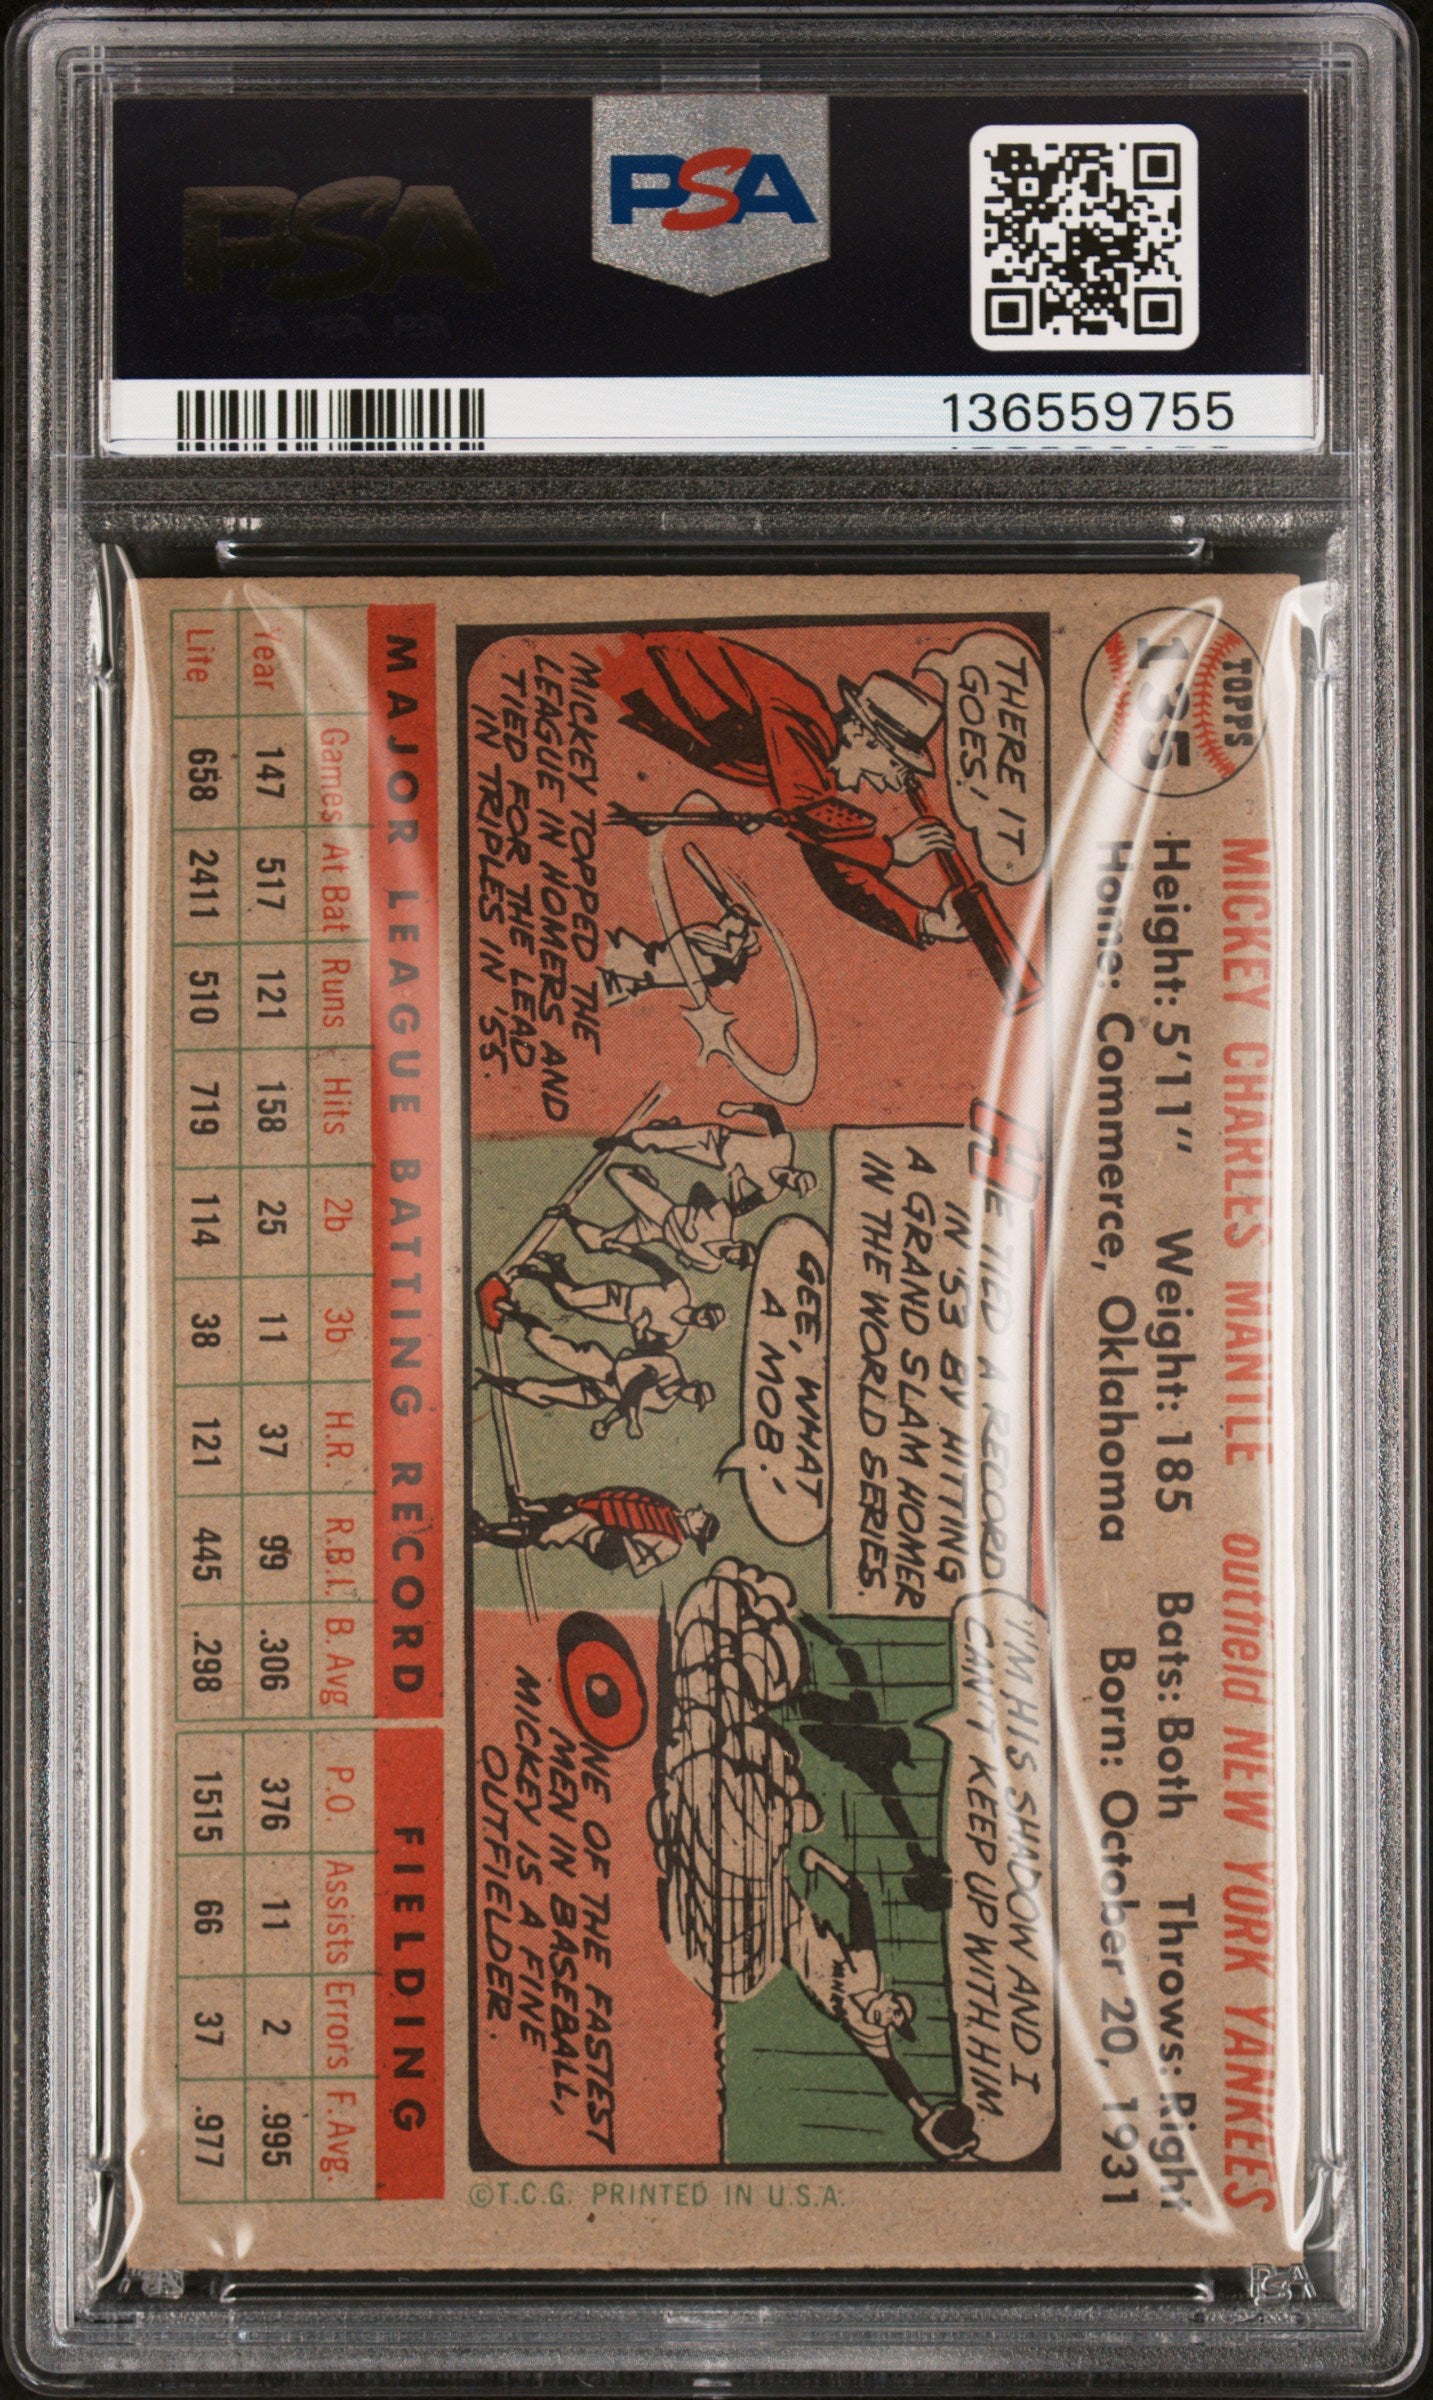 PSA
PSA
136559755
TOPPS
135
MICKEY CHARLES MANTLE outfield NEW YORK YANKEES
Height: 5'11" Weight: 185 Bats: Both Throws: Right
Home: Commerce, Oklahoma Born: October 20, 1931
THERE IT
GOES!
MICKEY TOPPED THE
LEAGUE IN HOMERS AND
TIED FOR THE LEAD
IN TRIPLES IN '55.
HE TIED A RECORD
IN '53 BY HITTING
A GRAND SLAM HOMER
IN THE WORLD SERIES.
GEE, WHAT
A MOB!
I'M HIS SHADOW AND I
CAN'T KEEP UP WITH HIM.
ONE OF THE FASTEST
MEN IN BASEBALL,
MICKEY IS A FINE
OUTFIELDER.
©T.C.G. PRINTED IN U.S.A.
MAJOR LEAGUE BATTING RECORD FIELDING
Games At Bat Runs Hits 2b 3b H.R. R.B.I. B. Avg. P.O. Assists Errors F. Avg.
Year 147 517 121 158 25 11 37 99 .306 376 11 2 .995
Life 658 2411 510 719 114 38 121 445 .298 1515 66 37 .977
PSA